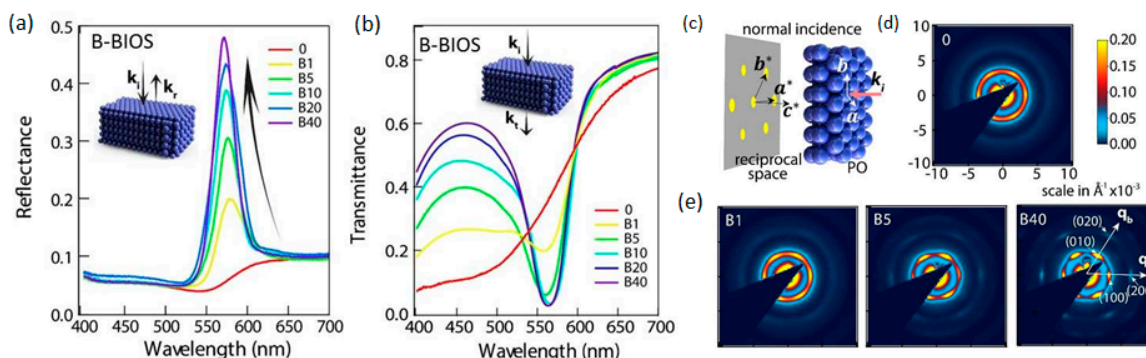 (a)
0.5
0.4
0.3
0.2
0.1
0.0
Reflectance
B-BIOS
k_i
k_r
0
B1
B5
B10
B20
B40
400 450 500 550 600 650 700
Wavelength (nm)
(b)
1.0
0.8
0.6
0.4
0.2
0.0
Transmittance
B-BIOS
k_i
k_t
0
B1
B5
B10
B20
B40
400 450 500 550 600 650 700
Wavelength (nm)
(c)
normal incidence
b*
a*
c*
b
a
k_i
reciprocal
space
PO
(d)
0
10
5
0
-5
-10
-10 -5 0 5 10
0.20
0.15
0.10
0.05
0.00
scale in Å⁻¹ x10⁻³
(e)
B1
B5
B40
(020)
q_b
(010)
q
(100)